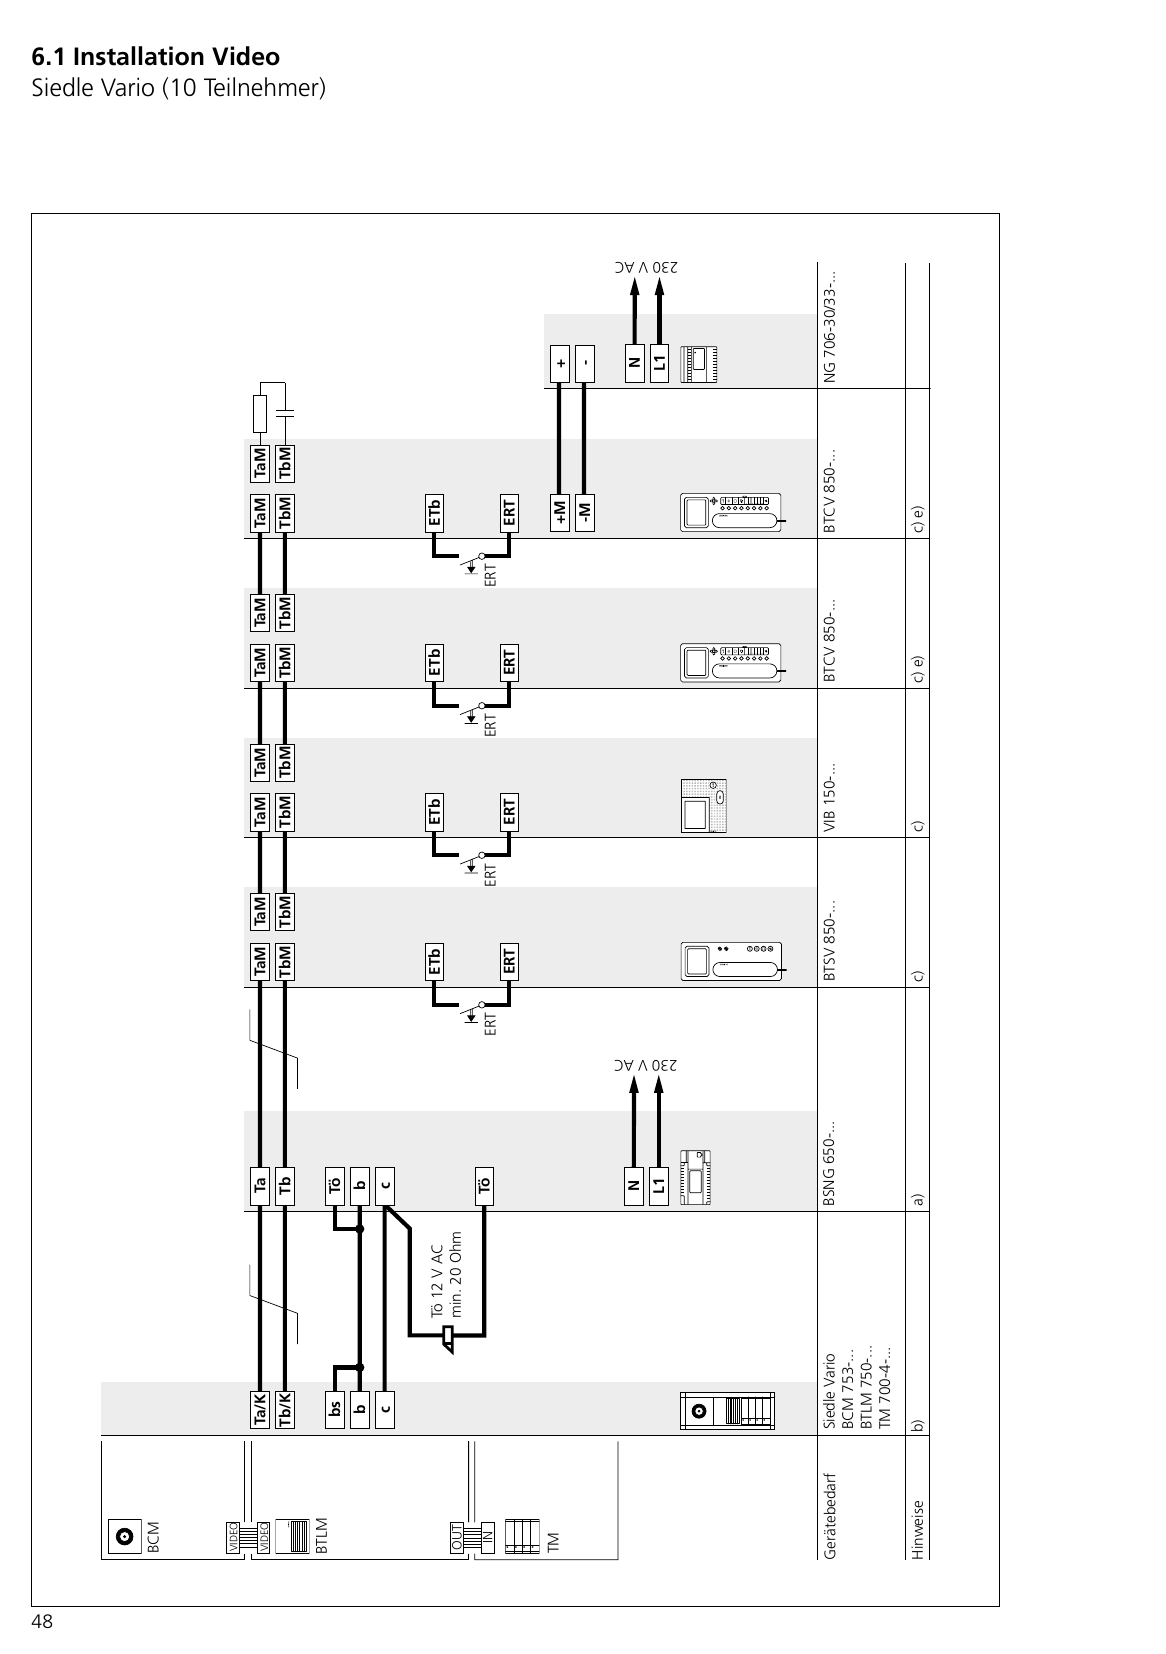 6.1 Installation Video
Siedle Vario (10 Teilnehmer)
230 V AC
+
-
N
L1
NG 706-30/33-...
TaM
TbM
TaM
TbM
ETb
ERT
+M
-M
ERT
BTCV 850-...
c) e)
TaM
TbM
TaM
TbM
ETb
ERT
ERT
BTCV 850-...
c) e)
TaM
TbM
TaM
TbM
ETb
ERT
ERT
VIB 150-...
c)
TaM
TbM
TaM
TbM
ETb
ERT
ERT
BTSV 850-...
c)
230 V AC
Ta
Tb
Tö
b
c
Tö
N
L1
BSNG 650-...
a)
Tö 12 V AC
min. 20 Ohm
Ta/K
Tb/K
bs
b
c
Siedle Vario
BCM 753-...
BTLM 750-...
TM 700-4-...
b)
BCM
VIDEO
VIDEO
BTLM
OUT
IN
TM
Gerätebedarf
Hinweise
48